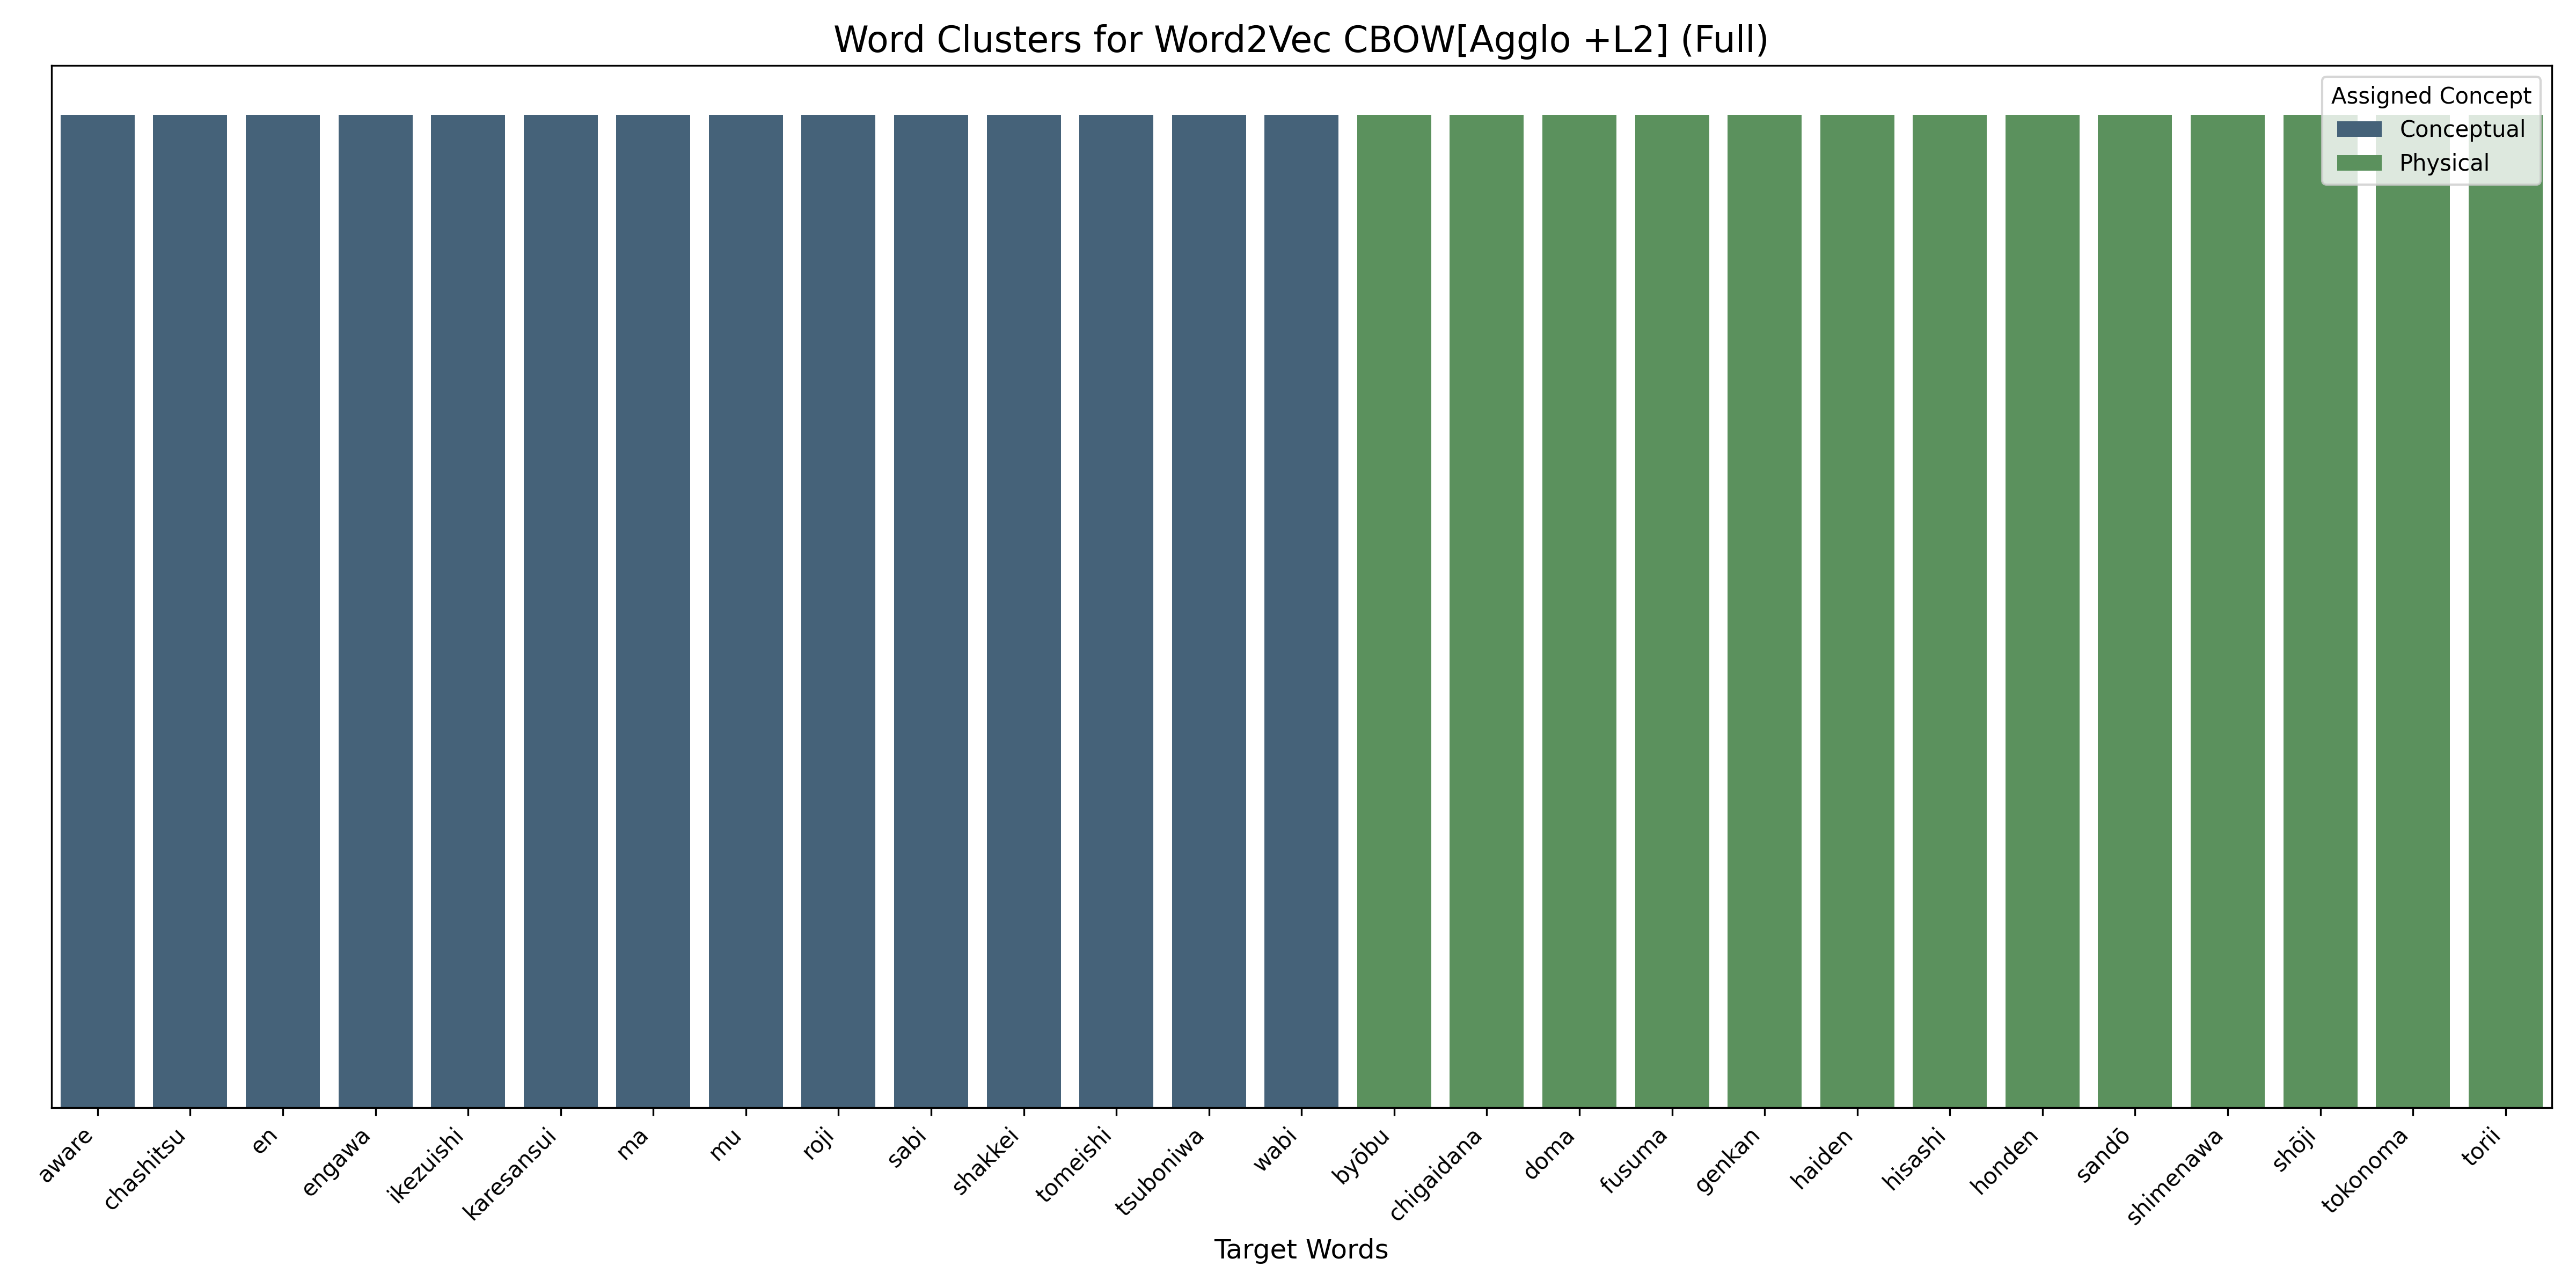 Word Clusters for Word2Vec CBOW[Agglo +L2] (Full)
Assigned Concept
Conceptual
Physical
aware
chashitsu
en
engawa
ikezuishi
karesansui
ma
mu
roji
sabi
shakkei
tomeishi
tsuboniwa
wabi
byōbu
chigaidana
doma
fusuma
genkan
haiden
hisashi
honden
sandō
shimenawa
shōji
tokonoma
torii
Target Words